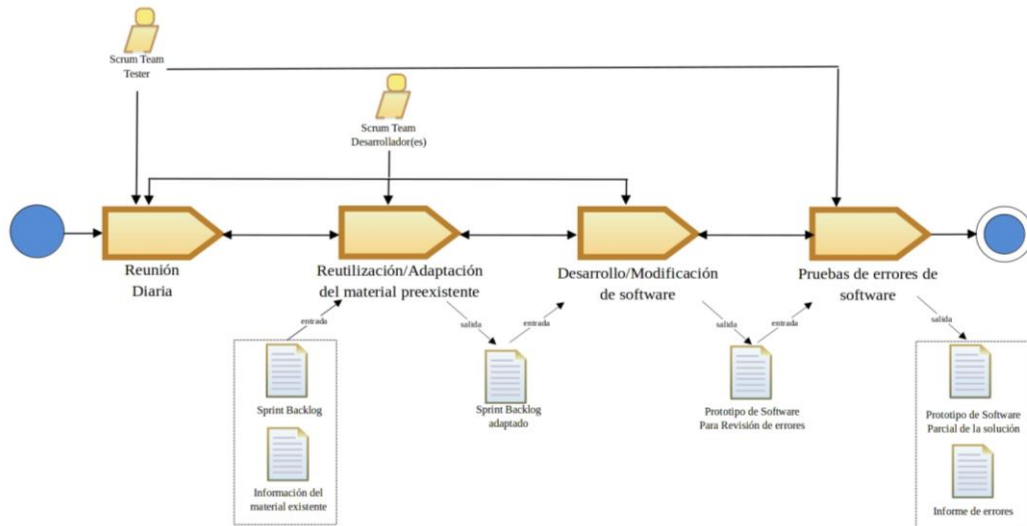 Scrum Team
Tester
Scrum Team
Desarrollador(es)
Reunión
Diaria
Reutilización/Adaptación
del material preexistente
Desarrollo/Modificación
de software
Pruebas de errores de
software
entrada
salida
entrada
salida
entrada
salida
Sprint Backlog
Información del
material existente
Sprint Backlog
adaptado
Prototipo de Software
Para Revisión de errores
Prototipo de Software
Parcial de la solución
Informe de errores